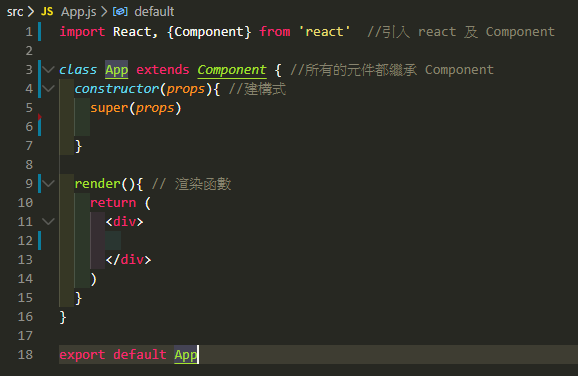 src > JS App.js > default
1 import React, {Component} from 'react' //引入 react 及 Component
2
3 class App extends Component { //所有的元件都繼承 Component
4 constructor(props){ //建構式
5 super(props)
6
7 }
8
9 render(){ // 渲染函數
10 return (
11 <div>
12
13 </div>
14 )
15 }
16 }
17
18 export default App